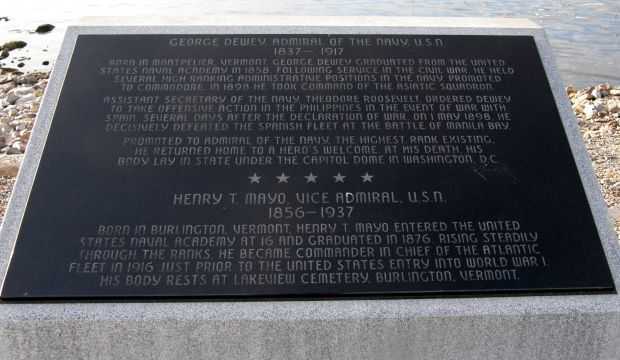 GEORGE DEWEY, ADMIRAL OF THE NAVY, U.S.N.
1837–1917
BORN IN MONTPELIER, VERMONT, GEORGE DEWEY GRADUATED FROM THE UNITED
STATES NAVAL ACADEMY IN 1858. FOLLOWING SERVICE IN THE CIVIL WAR, HE HELD
SEVERAL HIGH RANKING ADMINISTRATIVE POSITIONS IN THE NAVY. PROMOTED
TO COMMODORE, IN 1898 HE TOOK COMMAND OF THE ASIATIC SQUADRON.
ASSISTANT SECRETARY OF THE NAVY THEODORE ROOSEVELT ORDERED DEWEY
TO TAKE OFFENSIVE ACTION IN THE PHILIPPINES IN THE EVENT OF WAR WITH
SPAIN. SEVERAL DAYS AFTER THE DECLARATION OF WAR, ON 1 MAY 1898, HE
DECISIVELY DEFEATED THE SPANISH FLEET AT THE BATTLE OF MANILA BAY.
PROMOTED TO ADMIRAL OF THE NAVY, THE HIGHEST RANK EXISTING,
HE RETURNED HOME TO A HERO'S WELCOME. AT HIS DEATH, HIS
BODY LAY IN STATE UNDER THE CAPITOL DOME IN WASHINGTON, D.C.
HENRY T. MAYO, VICE ADMIRAL, U.S.N.
1856–1937
BORN IN BURLINGTON, VERMONT, HENRY T. MAYO ENTERED THE UNITED
STATES NAVAL ACADEMY AT 16 AND GRADUATED IN 1876. RISING STEADILY
THROUGH THE RANKS, HE BECAME COMMANDER IN CHIEF OF THE ATLANTIC
FLEET IN 1916, JUST PRIOR TO THE UNITED STATES ENTRY INTO WORLD WAR I.
HIS BODY RESTS AT LAKEVIEW CEMETERY, BURLINGTON, VERMONT.